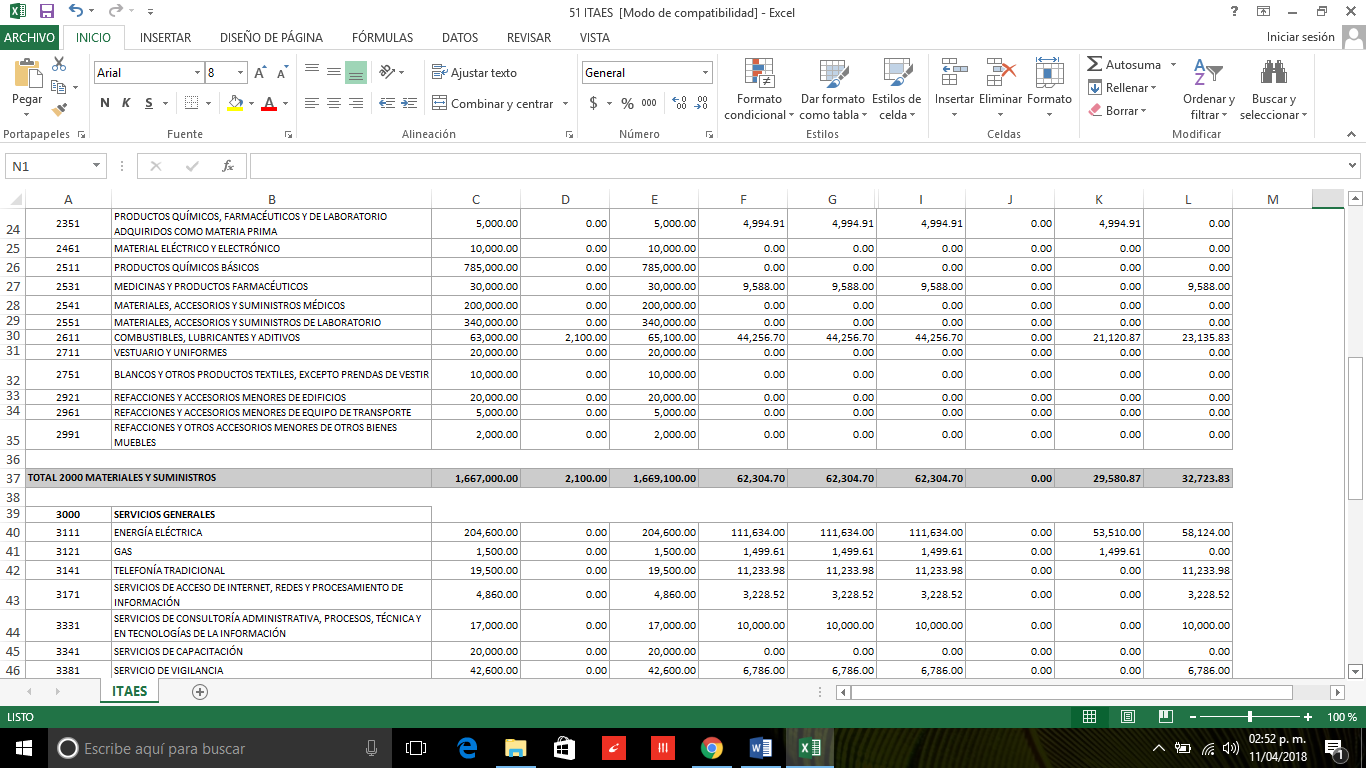 51 ITAES [Modo de compatibilidad] - Excel
ARCHIVO INICIO INSERTAR DISEÑO DE PÁGINA FÓRMULAS DATOS REVISAR VISTA Iniciar sesión
Pegar
Portapapeles
Arial 8
N K S
Fuente
Ajustar texto
Combinar y centrar
Alineación
General
$ % 000
Número
Formato condicional
Dar formato como tabla
Estilos de celda
Estilos
Insertar Eliminar Formato
Celdas
Autosuma
Rellenar
Borrar
Ordenar y filtrar
Buscar y seleccionar
Modificar
N1 fx
A B C D E F G I J K L M
24 2351 PRODUCTOS QUÍMICOS, FARMACÉUTICOS Y DE LABORATORIO ADQUIRIDOS COMO MATERIA PRIMA 5,000.00 0.00 5,000.00 4,994.91 4,994.91 4,994.91 0.00 4,994.91 0.00
25 2461 MATERIAL ELÉCTRICO Y ELECTRÓNICO 10,000.00 0.00 10,000.00 0.00 0.00 0.00 0.00 0.00 0.00
26 2511 PRODUCTOS QUÍMICOS BÁSICOS 785,000.00 0.00 785,000.00 0.00 0.00 0.00 0.00 0.00 0.00
27 2531 MEDICINAS Y PRODUCTOS FARMACÉUTICOS 30,000.00 0.00 30,000.00 9,588.00 9,588.00 9,588.00 0.00 0.00 9,588.00
28 2541 MATERIALES, ACCESORIOS Y SUMINISTROS MÉDICOS 200,000.00 0.00 200,000.00 0.00 0.00 0.00 0.00 0.00 0.00
29 2551 MATERIALES, ACCESORIOS Y SUMINISTROS DE LABORATORIO 340,000.00 0.00 340,000.00 0.00 0.00 0.00 0.00 0.00 0.00
30 2611 COMBUSTIBLES, LUBRICANTES Y ADITIVOS 63,000.00 2,100.00 65,100.00 44,256.70 44,256.70 44,256.70 0.00 21,120.87 23,135.83
31 2711 VESTUARIO Y UNIFORMES 20,000.00 0.00 20,000.00 0.00 0.00 0.00 0.00 0.00 0.00
32 2751 BLANCOS Y OTROS PRODUCTOS TEXTILES, EXCEPTO PRENDAS DE VESTIR 10,000.00 0.00 10,000.00 0.00 0.00 0.00 0.00 0.00 0.00
33 2921 REFACCIONES Y ACCESORIOS MENORES DE EDIFICIOS 20,000.00 0.00 20,000.00 0.00 0.00 0.00 0.00 0.00 0.00
34 2961 REFACCIONES Y ACCESORIOS MENORES DE EQUIPO DE TRANSPORTE 5,000.00 0.00 5,000.00 0.00 0.00 0.00 0.00 0.00 0.00
35 2991 REFACCIONES Y OTROS ACCESORIOS MENORES DE OTROS BIENES MUEBLES 2,000.00 0.00 2,000.00 0.00 0.00 0.00 0.00 0.00 0.00
36
37 TOTAL 2000 MATERIALES Y SUMINISTROS 1,667,000.00 2,100.00 1,669,100.00 62,304.70 62,304.70 62,304.70 0.00 29,580.87 32,723.83
38
39 3000 SERVICIOS GENERALES
40 3111 ENERGÍA ELÉCTRICA 204,600.00 0.00 204,600.00 111,634.00 111,634.00 111,634.00 0.00 53,510.00 58,124.00
41 3121 GAS 1,500.00 0.00 1,500.00 1,499.61 1,499.61 1,499.61 0.00 1,499.61 0.00
42 3141 TELEFONÍA TRADICIONAL 19,500.00 0.00 19,500.00 11,233.98 11,233.98 11,233.98 0.00 0.00 11,233.98
43 3171 SERVICIOS DE ACCESO DE INTERNET, REDES Y PROCESAMIENTO DE INFORMACIÓN 4,860.00 0.00 4,860.00 3,228.52 3,228.52 3,228.52 0.00 0.00 3,228.52
44 3331 SERVICIOS DE CONSULTORÍA ADMINISTRATIVA, PROCESOS, TÉCNICA Y EN TECNOLOGÍAS DE LA INFORMACIÓN 17,000.00 0.00 17,000.00 10,000.00 10,000.00 10,000.00 0.00 0.00 10,000.00
45 3341 SERVICIOS DE CAPACITACIÓN 20,000.00 0.00 20,000.00 0.00 0.00 0.00 0.00 0.00 0.00
46 3381 SERVICIO DE VIGILANCIA 42,600.00 0.00 42,600.00 6,786.00 6,786.00 6,786.00 0.00 0.00 6,786.00
ITAES
LISTO 100 %
Escribe aquí para buscar
02:52 p. m.
11/04/2018
1